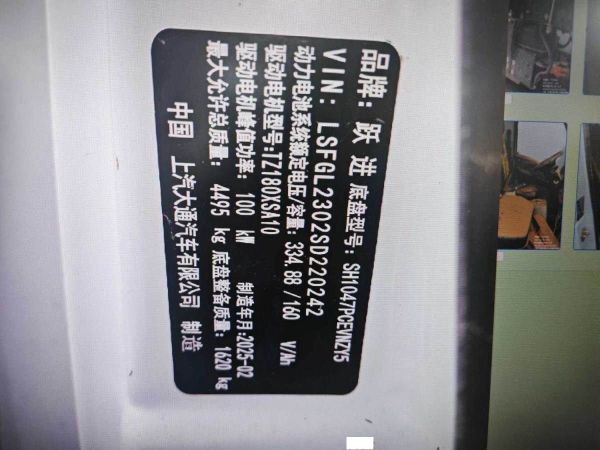 品牌：跃进 底盘型号：SH1047PCEVNZY5
VIN：LSFGL2302SD220242
动力电池系统额定电压/容量：334.88/160 V/Ah
驱动电机型号：TZ180XSA10
驱动电机峰值功率：100 kW 制造年月：2025-02
最大允许总质量：4495 kg 底盘整备质量：1620 kg
中国 上汽大通汽车有限公司 制造